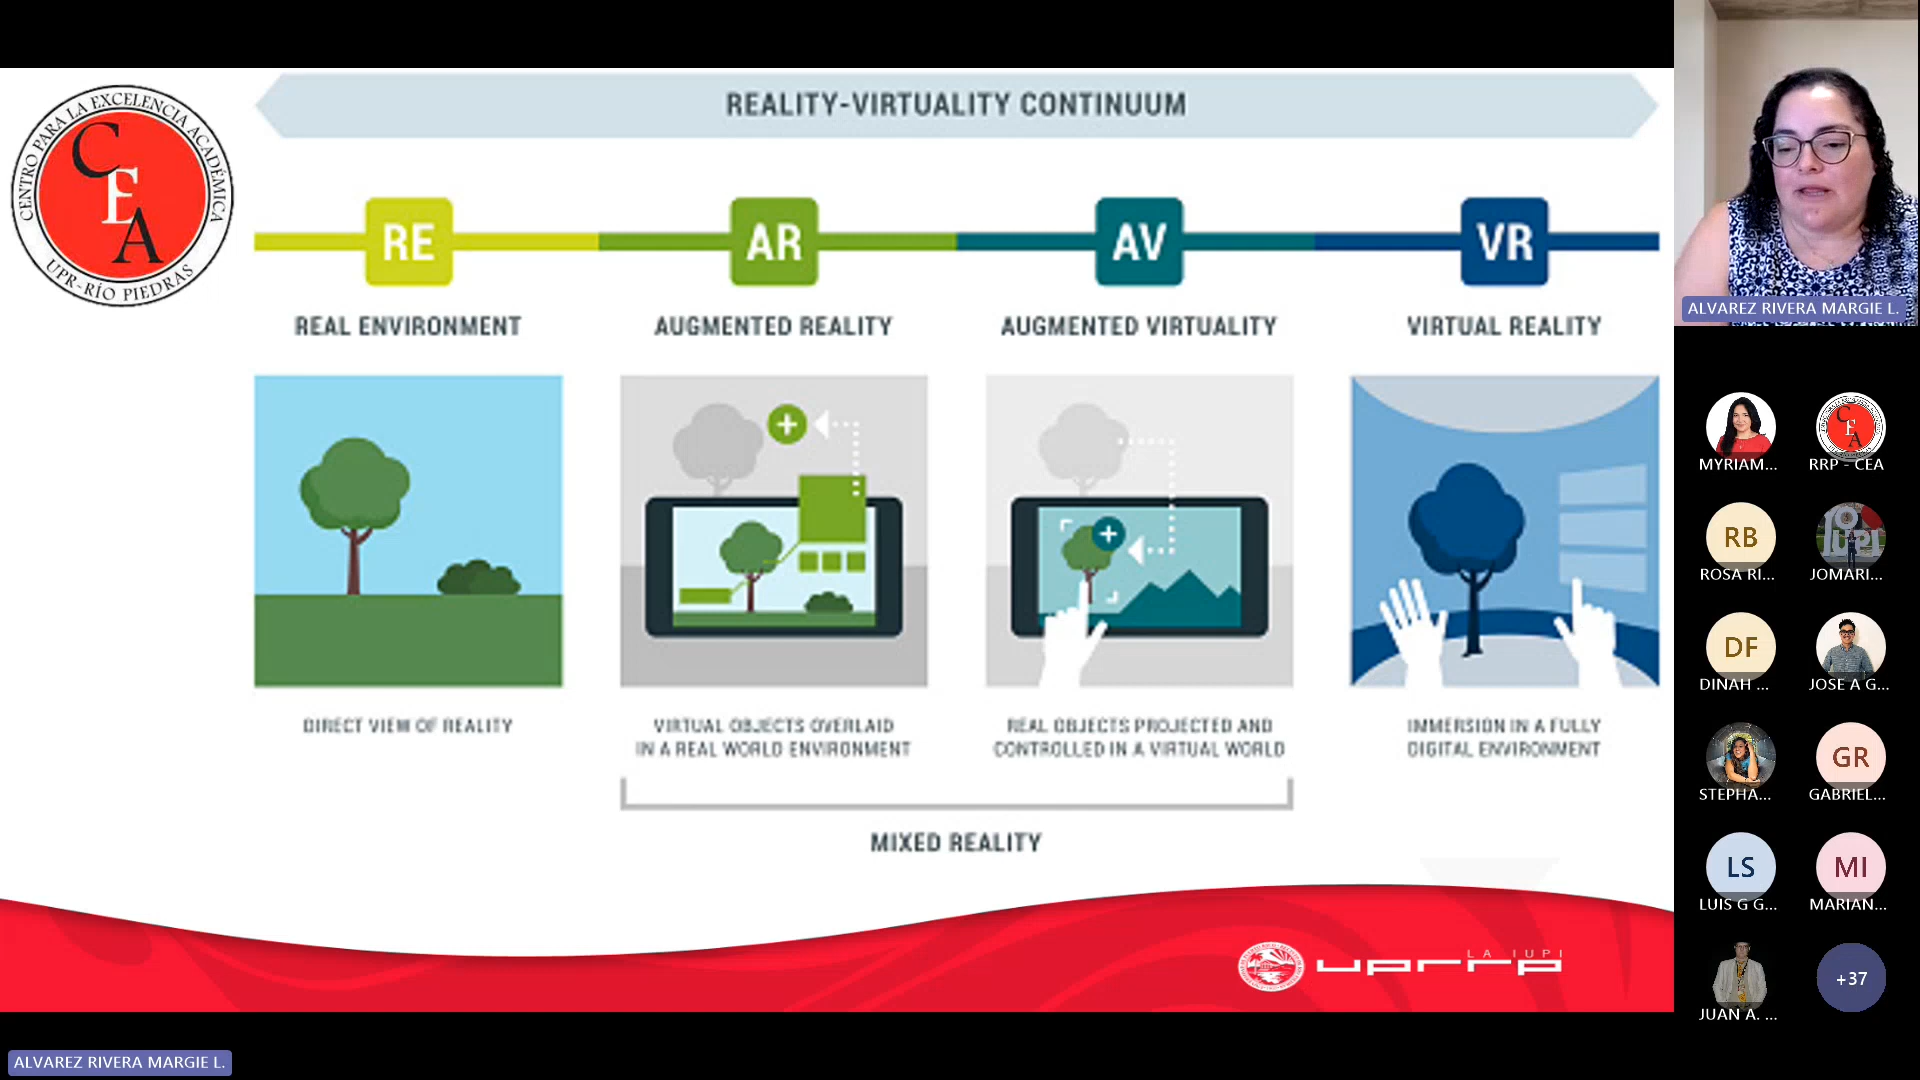 CENTRO PARA LA EXCELENCIA ACADÉMICA
CEA
UPR-RÍO PIEDRAS
REALITY-VIRTUALITY CONTINUUM
RE
AR
AV
VR
REAL ENVIRONMENT
AUGMENTED REALITY
AUGMENTED VIRTUALITY
VIRTUAL REALITY
DIRECT VIEW OF REALITY
VIRTUAL OBJECTS OVERLAID
IN A REAL WORLD ENVIRONMENT
REAL OBJECTS PROJECTED AND
CONTROLLED IN A VIRTUAL WORLD
IMMERSION IN A FULLY
DIGITAL ENVIRONMENT
MIXED REALITY
LA IUPI
uprrp
ALVAREZ RIVERA MARGIE L.
MYRIAM...
CEA
RRP - CEA
RB
ROSA RI...
JOMARI...
DF
DINAH ...
JOSE A G...
STEPHA...
GR
GABRIEL...
LS
LUIS G G...
MI
MARIAN...
JUAN A. ...
+37
ALVAREZ RIVERA MARGIE L.